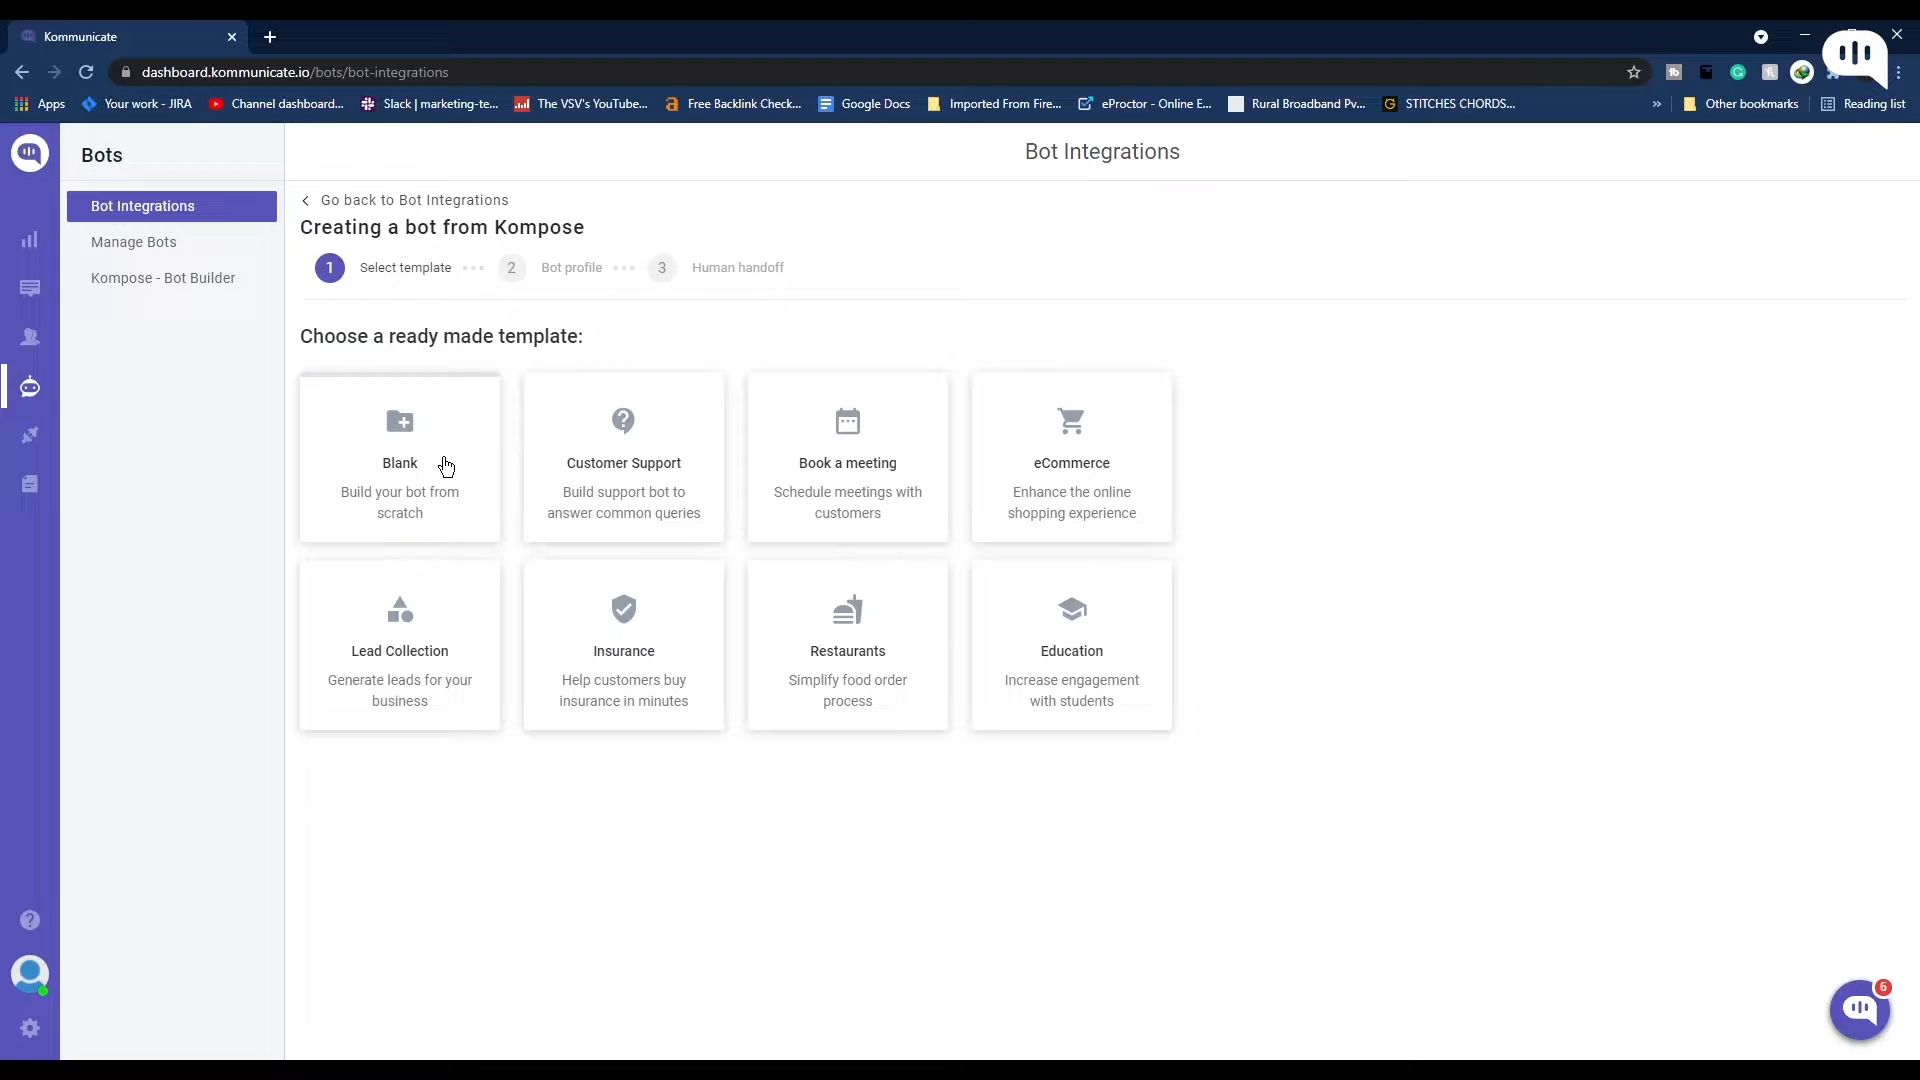 Kommunicate
dashboard.kommunicate.io/bots/bot-integrations
Apps Your work - JIRA Channel dashboard... Slack | marketing-te... The VSV's YouTube... Free Backlink Check... Google Docs Imported From Fire... eProctor - Online E... Rural Broadband Pv... STITCHES CHORDS... » Other bookmarks Reading list
Bots
Bot Integrations
Bot Integrations
Manage Bots
Kompose - Bot Builder
Go back to Bot Integrations
Creating a bot from Kompose
1 Select template 2 Bot profile 3 Human handoff
Choose a ready made template:
Blank
Build your bot from
scratch
Customer Support
Build support bot to
answer common queries
Book a meeting
Schedule meetings with
customers
eCommerce
Enhance the online
shopping experience
Lead Collection
Generate leads for your
business
Insurance
Help customers buy
insurance in minutes
Restaurants
Simplify food order
process
Education
Increase engagement
with students
6